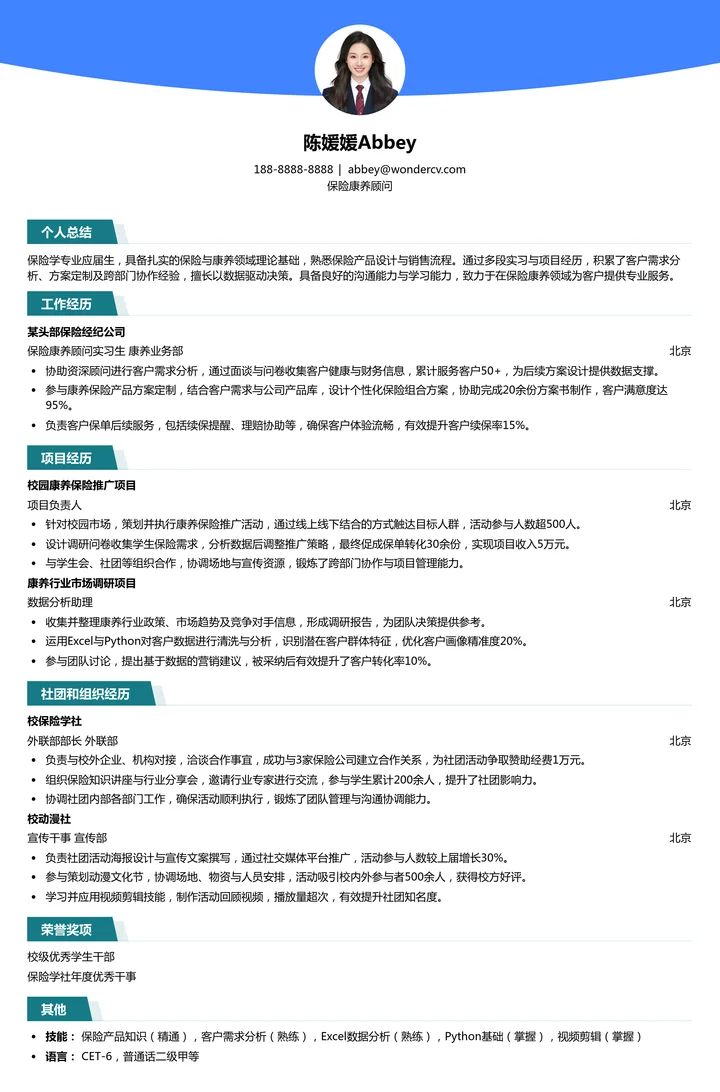 陈媛媛Abbey
188-8888-8888 | abbey@wondercv.com
保险康养顾问
个人总结
保险学专业应届生，具备扎实的保险与康养领域理论基础，熟悉保险产品设计与销售流程。通过多段实习与项目经历，积累了客户需求分
析、方案定制及跨部门协作经验，擅长以数据驱动决策。具备良好的沟通能力与学习能力，致力于在保险康养领域为客户提供专业服务。
工作经历
某头部保险经纪公司
保险康养顾问实习生 康养业务部 北京
• 协助资深顾问进行客户需求分析，通过面谈与问卷收集客户健康与财务信息，累计服务客户50+，为后续方案设计提供数据支撑。
• 参与康养保险产品方案定制，结合客户需求与公司产品库，设计个性化保险组合方案，协助完成20余份方案书制作，客户满意度达
95%。
• 负责客户保单后续服务，包括续保提醒、理赔协助等，确保客户体验流畅，有效提升客户续保率15%。
项目经历
校园康养保险推广项目
项目负责人 北京
• 针对校园市场，策划并执行康养保险推广活动，通过线上线下结合的方式触达目标人群，活动参与人数超500人。
• 设计调研问卷收集学生保险需求，分析数据后调整推广策略，最终促成保单转化30余份，实现项目收入5万元。
• 与学生会、社团等组织合作，协调场地与宣传资源，锻炼了跨部门协作与项目管理能力。
康养行业市场调研项目
数据分析助理 北京
• 收集并整理康养行业政策、市场趋势及竞争对手信息，形成调研报告，为团队决策提供参考。
• 运用Excel与Python对客户数据进行清洗与分析，识别潜在客户群体特征，优化客户画像精准度20%。
• 参与团队讨论，提出基于数据的营销建议，被采纳后有效提升了客户转化率10%。
社团和组织经历
校保险学社
外联部部长 外联部 北京
• 负责与校外企业、机构对接，洽谈合作事宜，成功与3家保险公司建立合作关系，为社团活动争取赞助经费1万元。
• 组织保险知识讲座与行业分享会，邀请行业专家进行交流，参与学生累计200余人，提升了社团影响力。
• 协调社团内部各部门工作，确保活动顺利执行，锻炼了团队管理与沟通协调能力。
校动漫社
宣传干事 宣传部 北京
• 负责社团活动海报设计与宣传文案撰写，通过社交媒体平台推广，活动参与人数较上届增长30%。
• 参与策划动漫文化节，协调场地、物资与人员安排，活动吸引校内外参与者500余人，获得校方好评。
• 学习并应用视频剪辑技能，制作活动回顾视频，播放量超次，有效提升社团知名度。
荣誉奖项
校级优秀学生干部
保险学社年度优秀干事
其他
• 技能： 保险产品知识（精通），客户需求分析（熟练），Excel数据分析（熟练），Python基础（掌握），视频剪辑（掌握）
• 语言： CET-6，普通话二级甲等